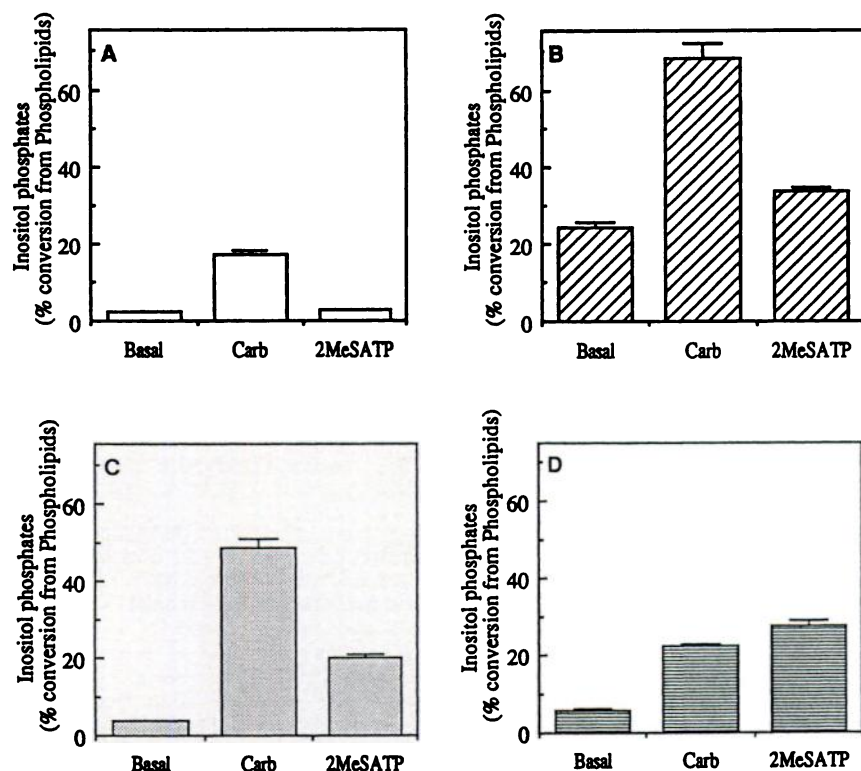 A
Inositol phosphates
(% conversion from Phospholipids)
60
40
20
0
Basal Carb 2MeSATP
B
Inositol phosphates
(% conversion from Phospholipids)
60
40
20
0
Basal Carb 2MeSATP
C
Inositol phosphates
(% conversion from Phospholipids)
60
40
20
0
Basal Carb 2MeSATP
D
Inositol phosphates
(% conversion from Phospholipids)
60
40
20
0
Basal Carb 2MeSATP